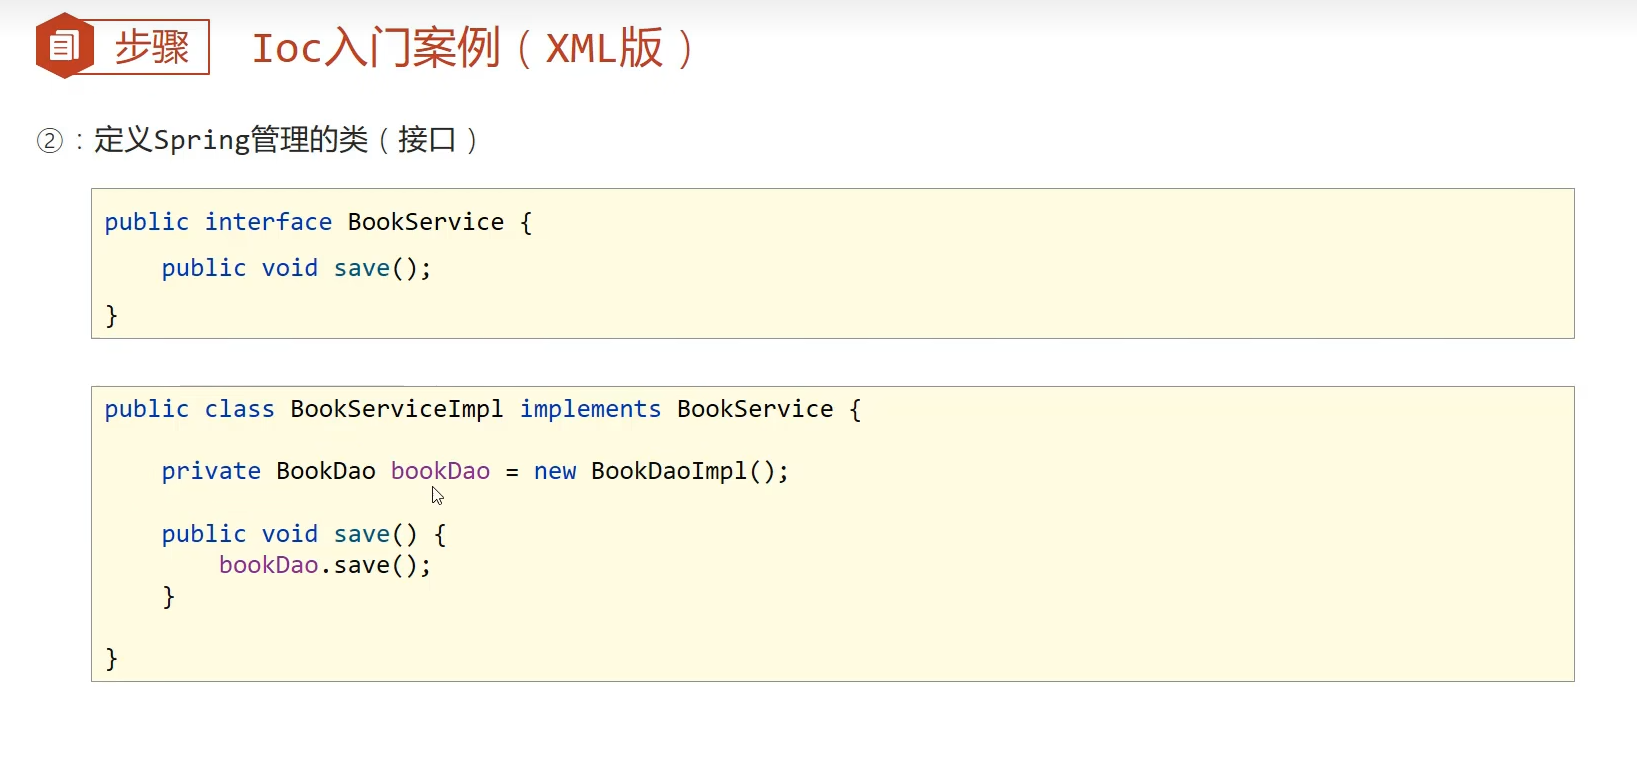 步骤 Ioc入门案例（XML版）
②：定义Spring管理的类（接口）
public interface BookService {
    public void save();
}
public class BookServiceImpl implements BookService {
    private BookDao bookDao = new BookDaoImpl();
    public void save() {
        bookDao.save();
    }
}